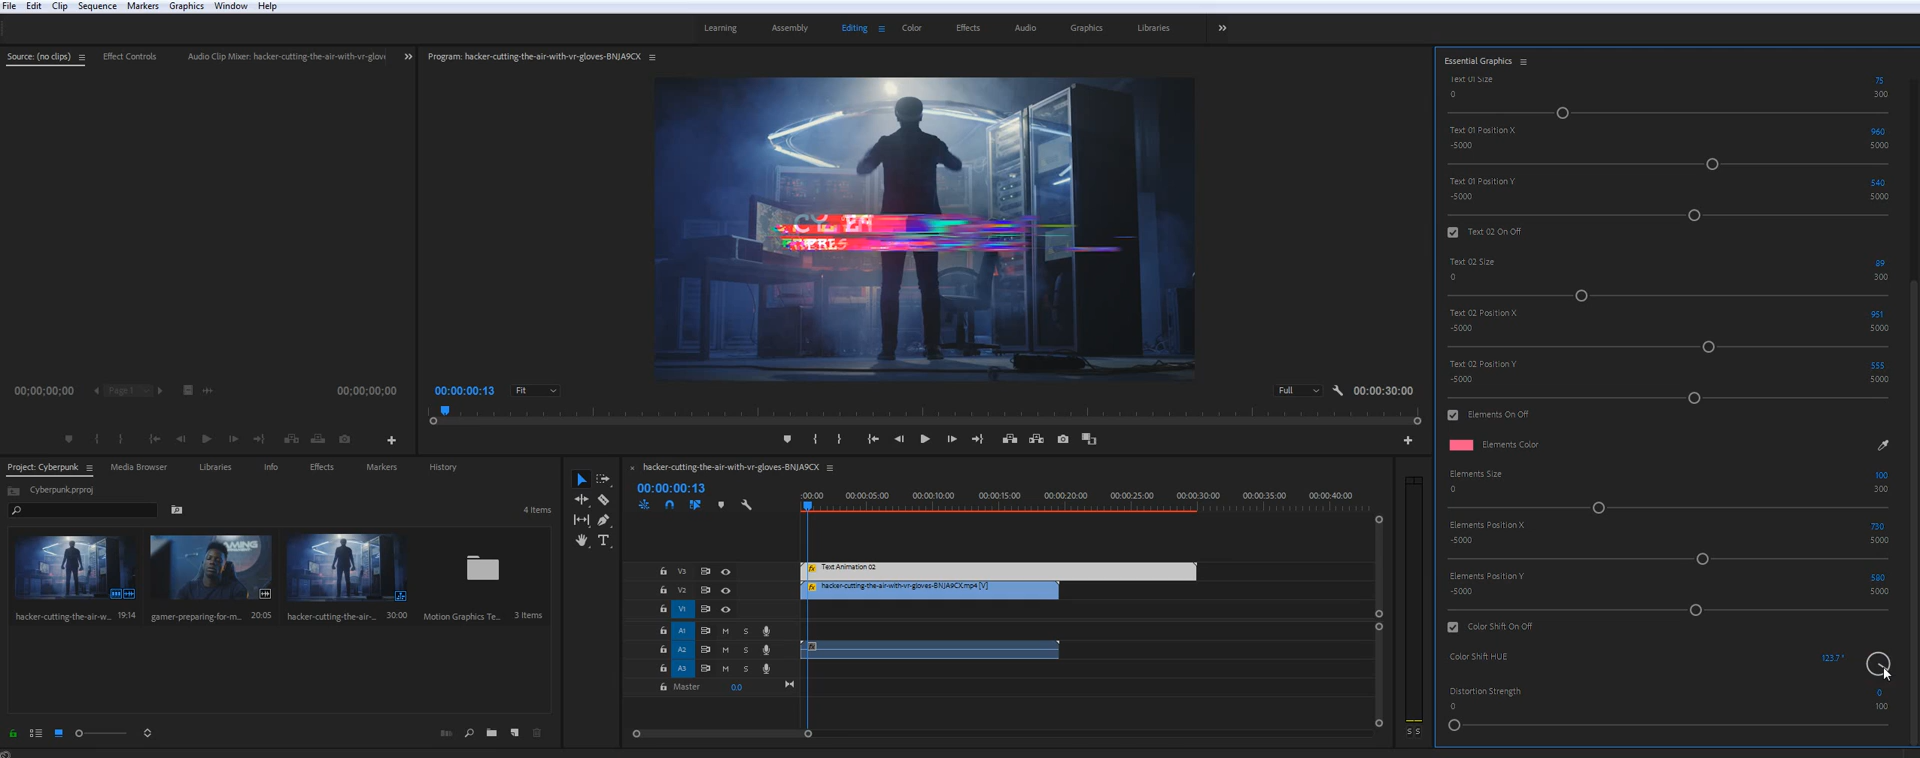 File Edit Clip Sequence Markers Graphics Window Help
Learning Assembly Editing Color Effects Audio Graphics Libraries
Source: (no clips) Effect Controls Audio Clip Mixer: hacker-cutting-the-air-with-vr-glove
Program: hacker-cutting-the-air-with-vr-gloves-BNJA9CX
Essential Graphics
Text 01 Size 75
0 300
Text 01 Position X 960
-5000 5000
Text 01 Position Y 540
-5000 5000
Text 02 On Off
Text 02 Size 89
0 300
Text 02 Position X 951
-5000 5000
Text 02 Position Y 555
-5000 5000
Elements On Off
Elements Color
Elements Size 100
0 300
Elements Position X 730
-5000 5000
Elements Position Y 580
-5000 5000
Color Shift On Off
Color Shift HUE 123.7 °
Distortion Strength 0
0 100
00;00;00;00 Page 1 00;00;00;00
00:00:00:13 Fit Full 00:00:30:00
Project: Cyberpunk Media Browser Libraries Info Effects Markers History
Cyberpunk.prproj
4 Items
hacker-cutting-the-air-w... 19:14 gamer-preparing-for-m... 20:05 hacker-cutting-the-air-... 30:00 Motion Graphics Te... 3 Items
hacker-cutting-the-air-with-vr-gloves-BNJA9CX
00:00:00:13
:00:00 00:00:05:00 00:00:10:00 00:00:15:00 00:00:20:00 00:00:25:00 00:00:30:00 00:00:35:00 00:00:40:00
V3 fx Text Animation 02
V2 fx hacker-cutting-the-air-with-vr-gloves-BNJA9CX.mp4 [V]
V1
A1 M S
A2 M S
A3 M S
Master 0.0
S S